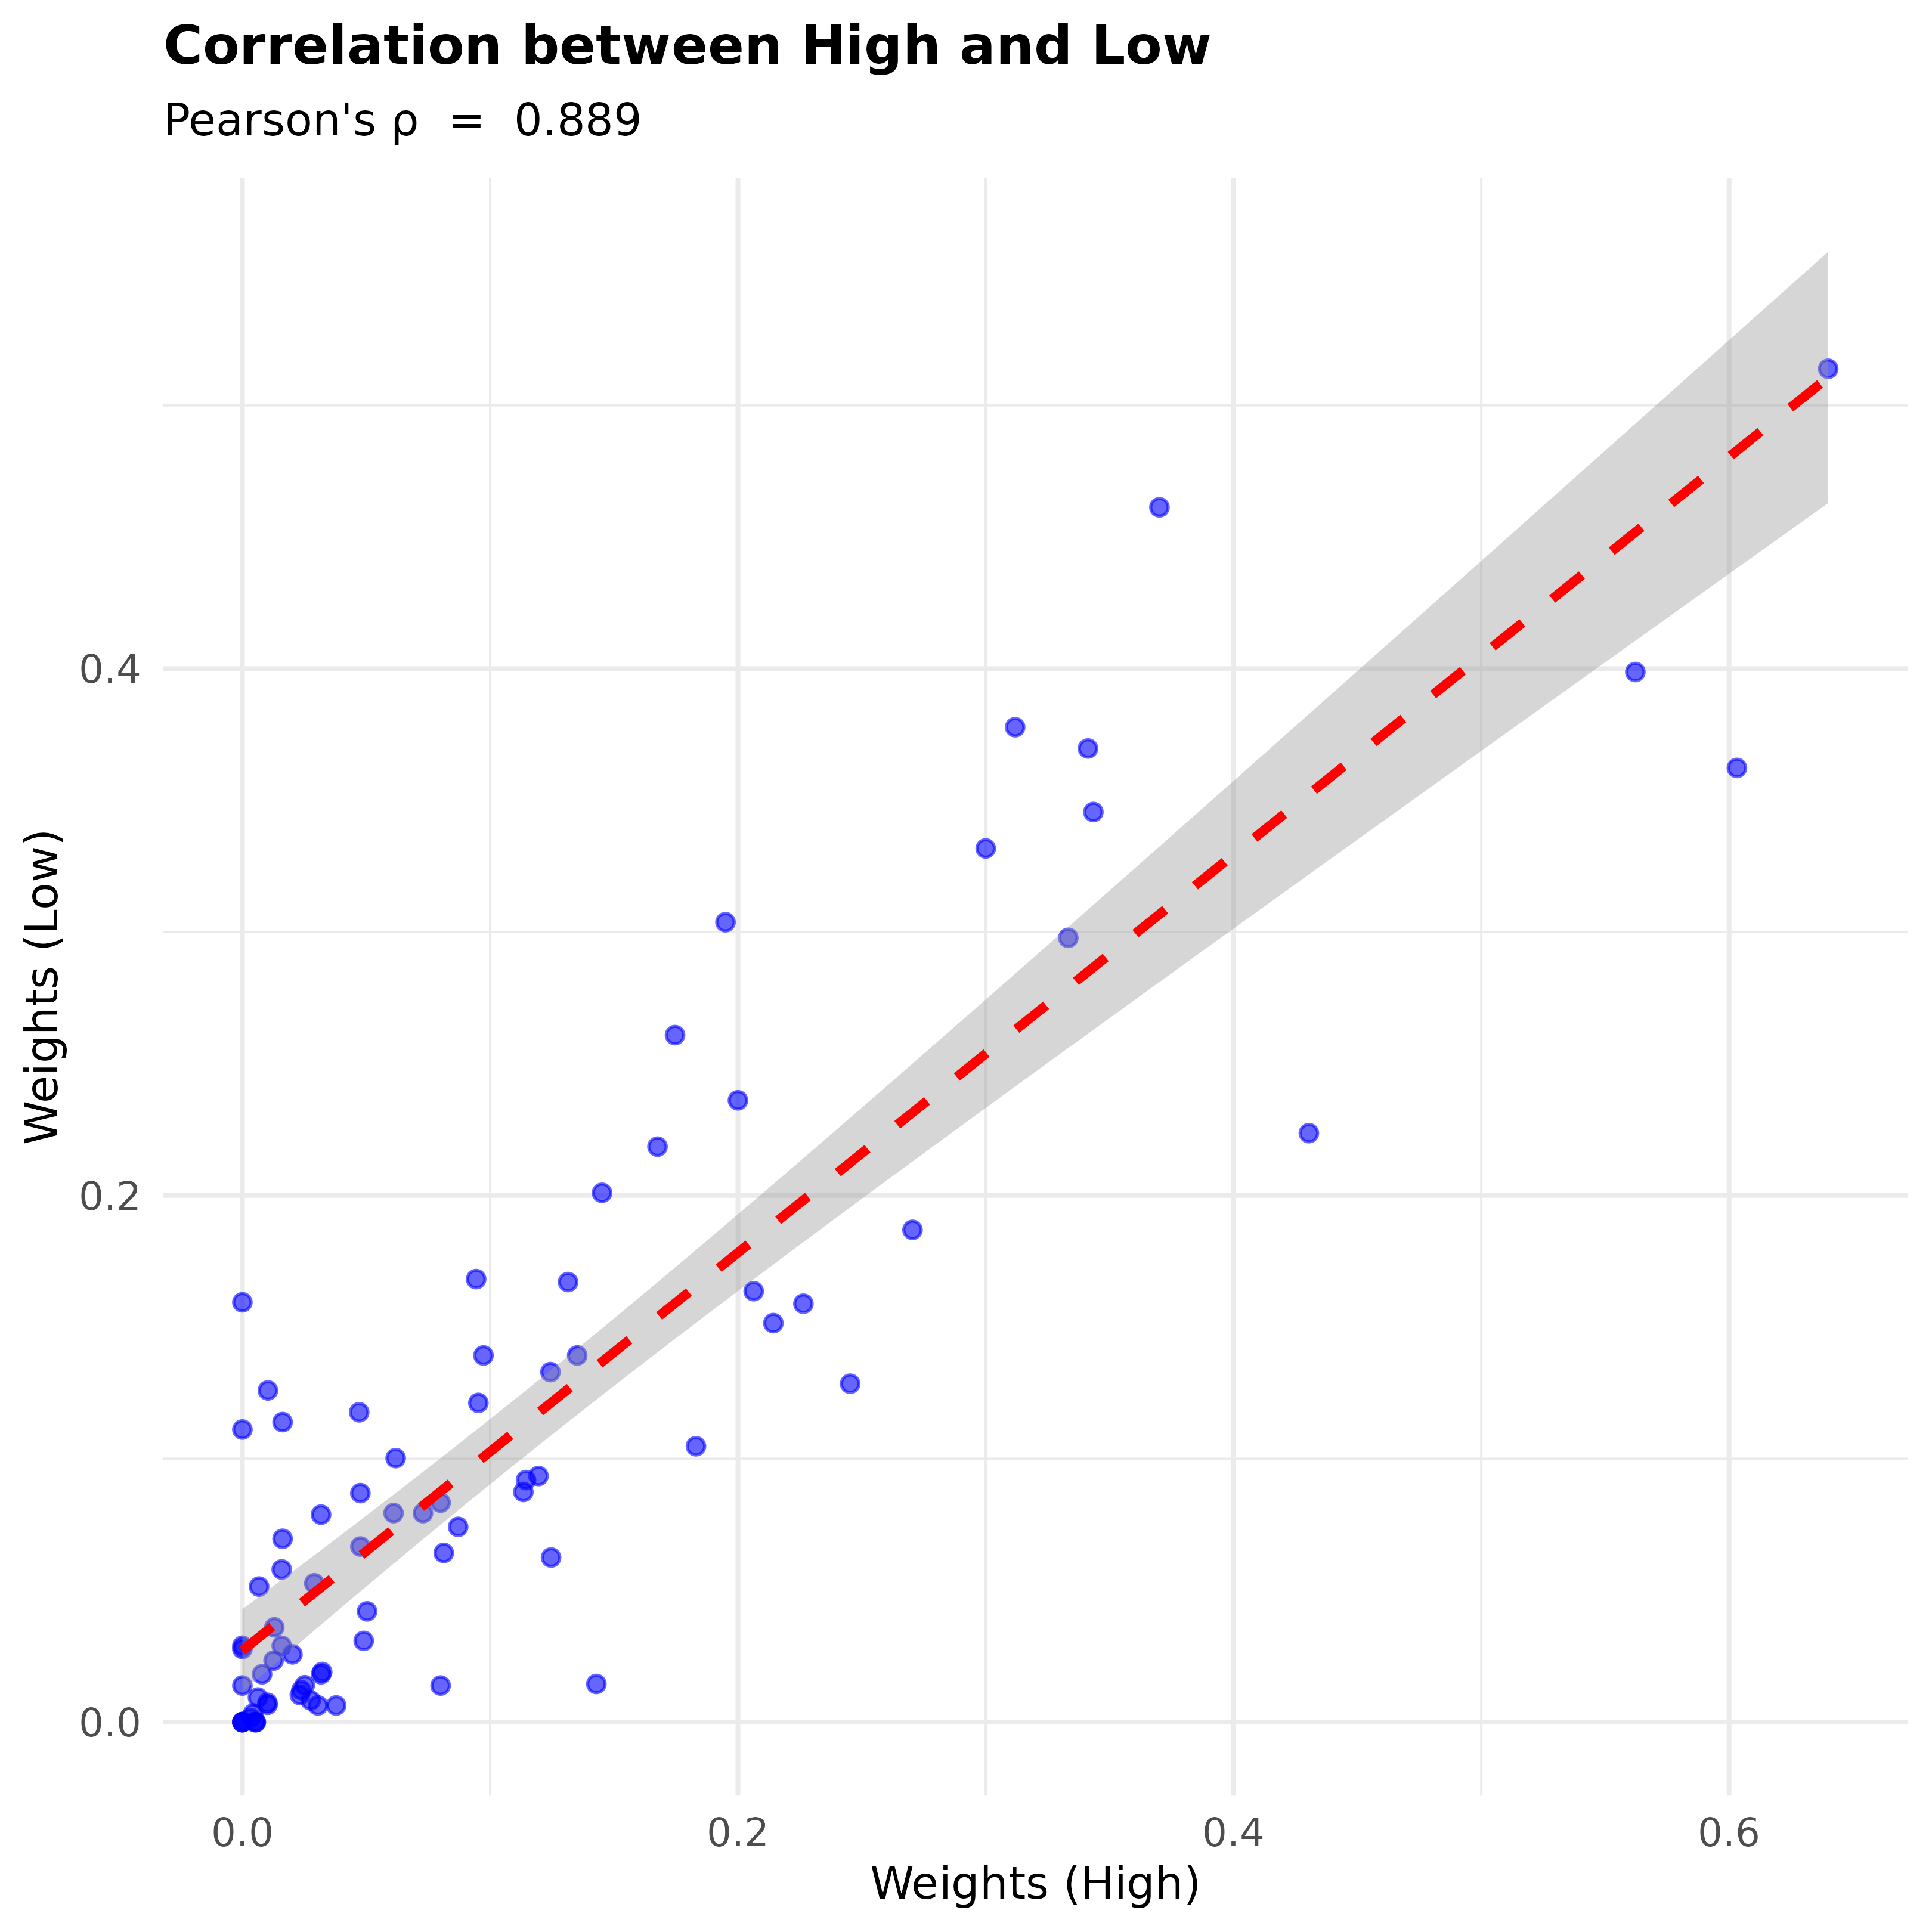 Correlation between High and Low
Pearson's ρ = 0.889
Weights (Low)
0.4
0.2
0.0
0.0 0.2 0.4 0.6
Weights (High)